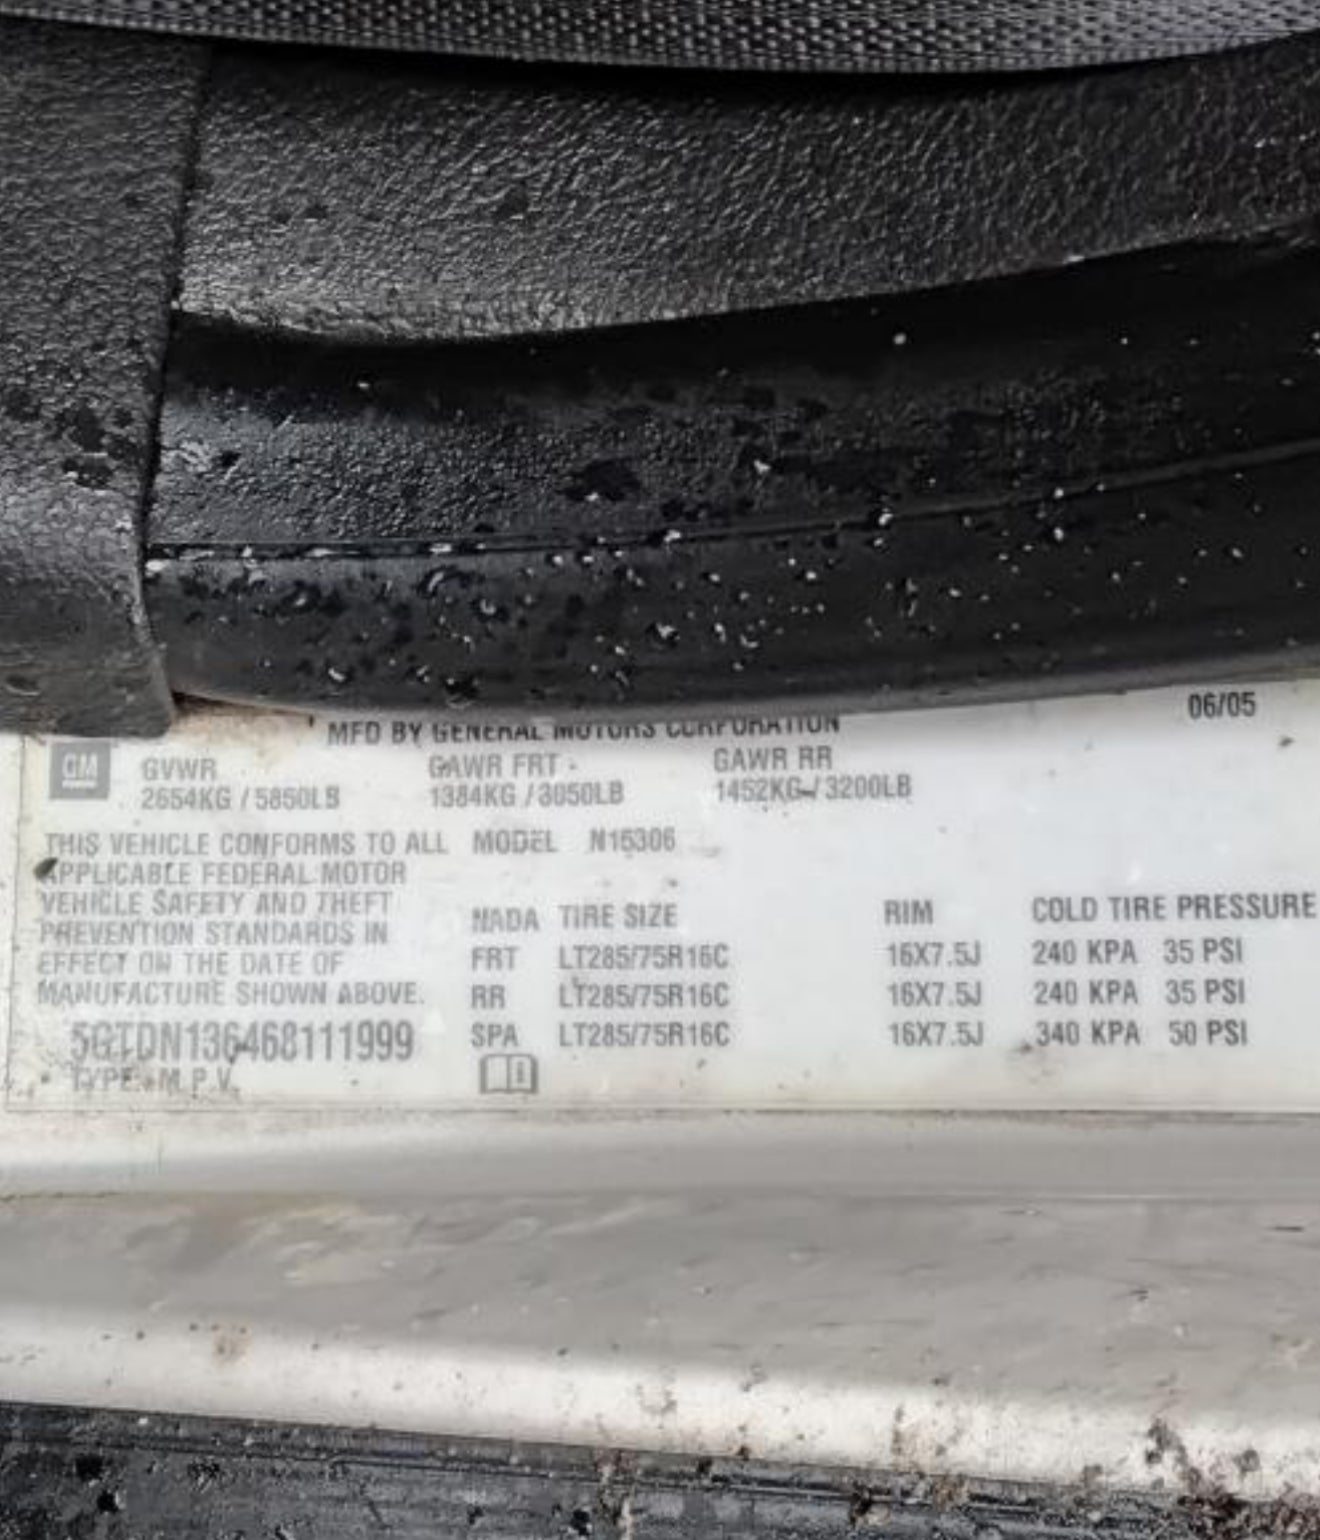 06/05
MFD BY GENERAL MOTORS CORPORATION
GM
GVWR GAWR FRT GAWR RR
2654KG / 5850LB 1384KG / 3050LB 1452KG / 3200LB
THIS VEHICLE CONFORMS TO ALL
APPLICABLE FEDERAL MOTOR
VEHICLE SAFETY AND THEFT
PREVENTION STANDARDS IN
EFFECT ON THE DATE OF
MANUFACTURE SHOWN ABOVE.
5GTDN136468111999
TYPE: M.P.V.
MODEL N15306
NADA TIRE SIZE RIM COLD TIRE PRESSURE
FRT LT285/75R16C 16X7.5J 240 KPA 35 PSI
RR LT285/75R16C 16X7.5J 240 KPA 35 PSI
SPA LT285/75R16C 16X7.5J 340 KPA 50 PSI